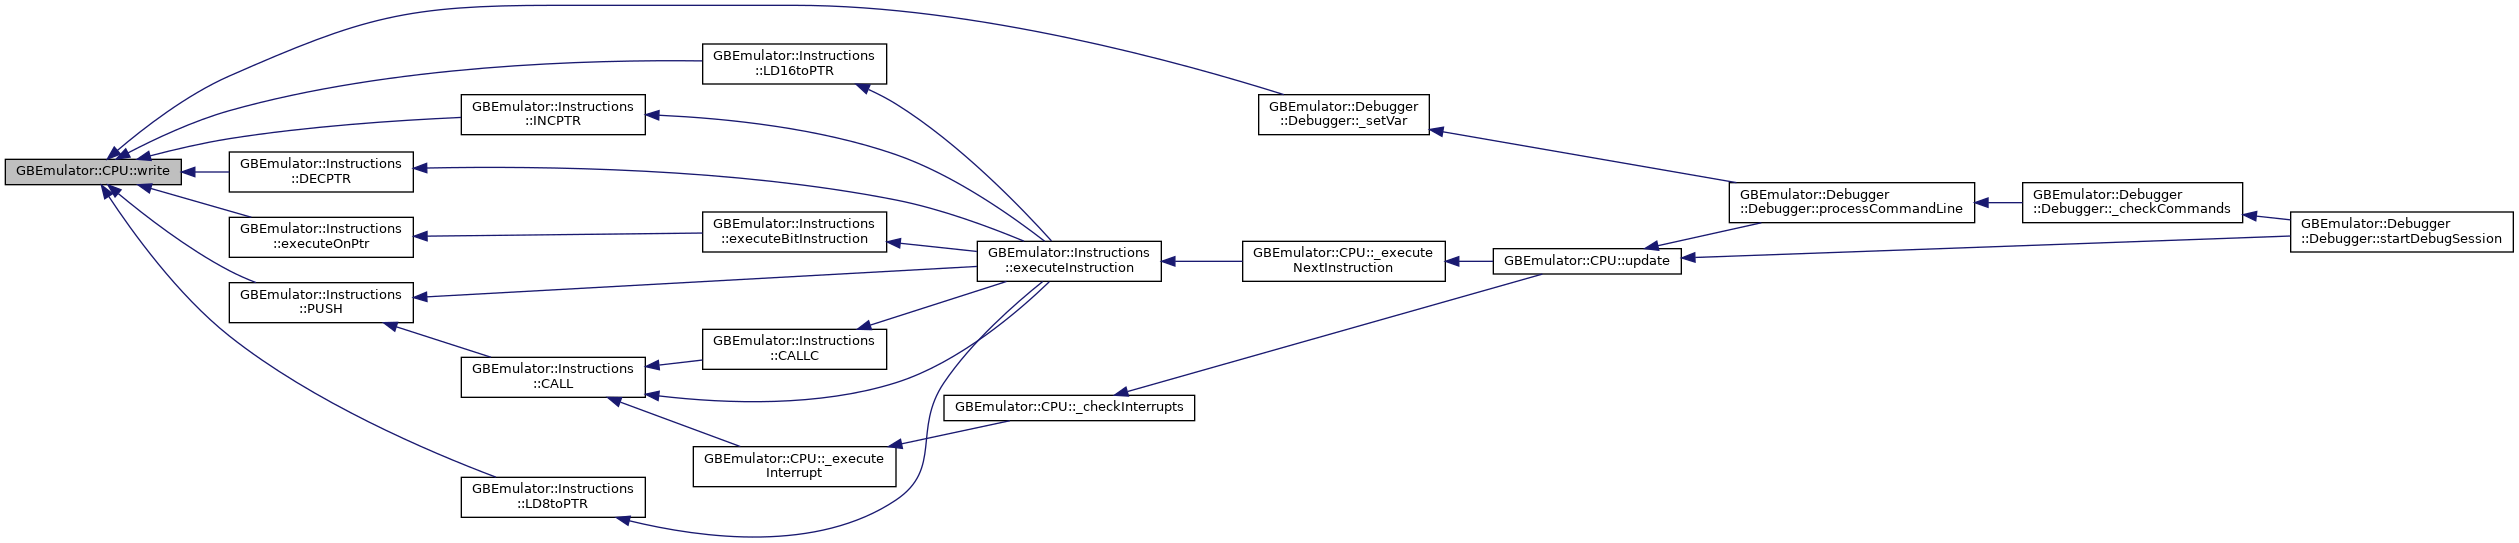 GBEmulator::CPU::write
GBEmulator::Instructions
::LD16toPTR
GBEmulator::Instructions
::INCPTR
GBEmulator::Instructions
::DECPTR
GBEmulator::Instructions
::executeOnPtr
GBEmulator::Instructions
::PUSH
GBEmulator::Instructions
::CALL
GBEmulator::Instructions
::LD8toPTR
GBEmulator::Instructions
::executeBitInstruction
GBEmulator::Instructions
::CALLC
GBEmulator::CPU::_execute
Interrupt
GBEmulator::Instructions
::executeInstruction
GBEmulator::CPU::_checkInterrupts
GBEmulator::Debugger
::Debugger::_setVar
GBEmulator::CPU::_execute
NextInstruction
GBEmulator::CPU::update
GBEmulator::Debugger
::Debugger::processCommandLine
GBEmulator::Debugger
::Debugger::_checkCommands
GBEmulator::Debugger
::Debugger::startDebugSession